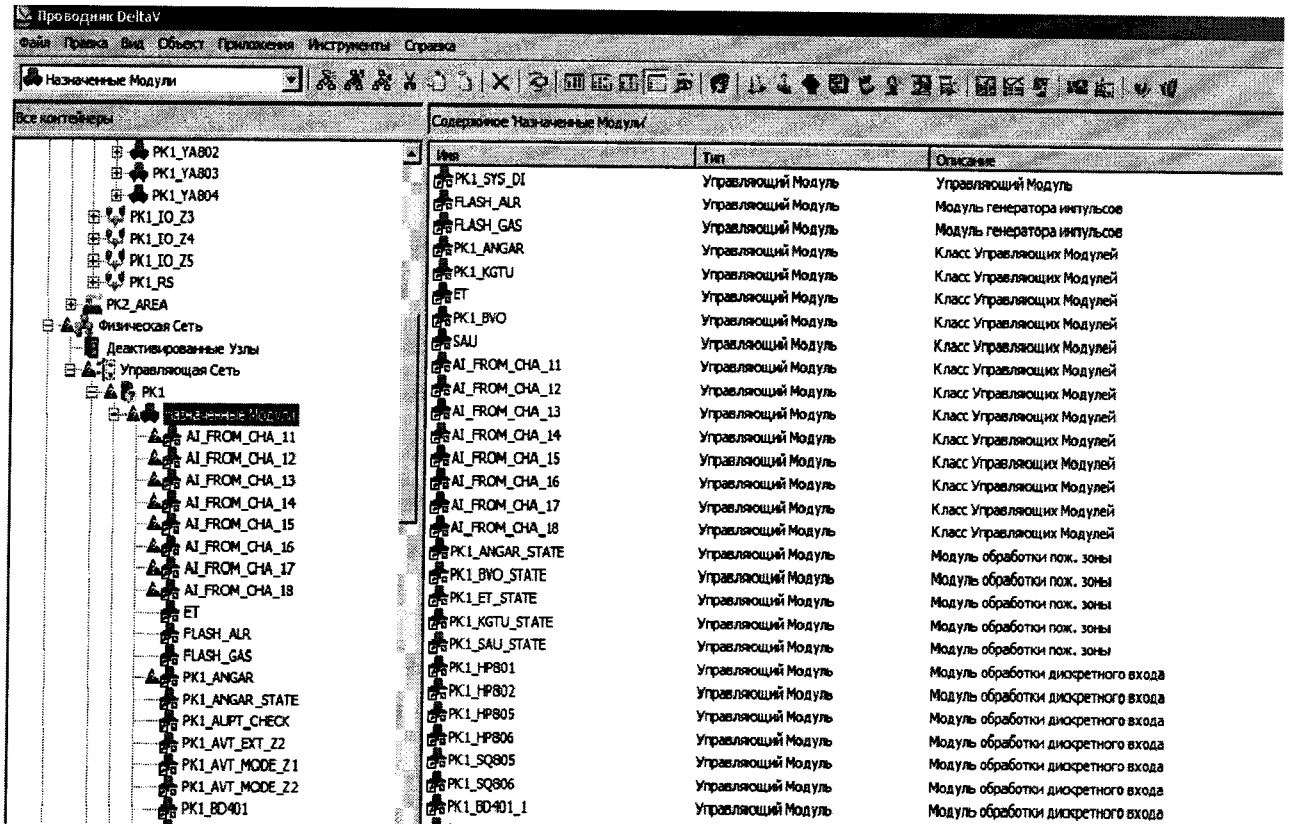 Проводник DeltaV
Файл Правка Вид Объект Приложения Инструменты Справка
Назначенные Модули
Все контейнеры
PK1_YA802
PK1_YA803
PK1_YA804
PK1_IO_Z3
PK1_IO_Z4
PK1_IO_Z5
PK1_RS
PK2_AREA
Физическая Сеть
Деактивированные Узлы
Управляющая Сеть
PK1
Назначенные Модули
AI_FROM_CHA_11
AI_FROM_CHA_12
AI_FROM_CHA_13
AI_FROM_CHA_14
AI_FROM_CHA_15
AI_FROM_CHA_16
AI_FROM_CHA_17
AI_FROM_CHA_18
ET
FLASH_ALR
FLASH_GAS
PK1_ANGAR
PK1_ANGAR_STATE
PK1_AUPT_CHECK
PK1_AVT_EXT_Z2
PK1_AVT_MODE_Z1
PK1_AVT_MODE_Z2
PK1_BD401
Содержимое 'Назначенные Модули'
Имя Тип Описание
PK1_SYS_DI Управляющий Модуль Управляющий Модуль
FLASH_ALR Управляющий Модуль Модуль генератора импульсов
FLASH_GAS Управляющий Модуль Модуль генератора импульсов
PK1_ANGAR Управляющий Модуль Класс Управляющих Модулей
PK1_KGTU Управляющий Модуль Класс Управляющих Модулей
ET Управляющий Модуль Класс Управляющих Модулей
PK1_BVO Управляющий Модуль Класс Управляющих Модулей
SAU Управляющий Модуль Класс Управляющих Модулей
AI_FROM_CHA_11 Управляющий Модуль Класс Управляющих Модулей
AI_FROM_CHA_12 Управляющий Модуль Класс Управляющих Модулей
AI_FROM_CHA_13 Управляющий Модуль Класс Управляющих Модулей
AI_FROM_CHA_14 Управляющий Модуль Класс Управляющих Модулей
AI_FROM_CHA_15 Управляющий Модуль Класс Управляющих Модулей
AI_FROM_CHA_16 Управляющий Модуль Класс Управляющих Модулей
AI_FROM_CHA_17 Управляющий Модуль Класс Управляющих Модулей
AI_FROM_CHA_18 Управляющий Модуль Класс Управляющих Модулей
PK1_ANGAR_STATE Управляющий Модуль Модуль обработки пож. зоны
PK1_BVO_STATE Управляющий Модуль Модуль обработки пож. зоны
PK1_ET_STATE Управляющий Модуль Модуль обработки пож. зоны
PK1_KGTU_STATE Управляющий Модуль Модуль обработки пож. зоны
PK1_SAU_STATE Управляющий Модуль Модуль обработки пож. зоны
PK1_HP801 Управляющий Модуль Модуль обработки дискретного входа
PK1_HP802 Управляющий Модуль Модуль обработки дискретного входа
PK1_HP805 Управляющий Модуль Модуль обработки дискретного входа
PK1_HP806 Управляющий Модуль Модуль обработки дискретного входа
PK1_SQ805 Управляющий Модуль Модуль обработки дискретного входа
PK1_SQ806 Управляющий Модуль Модуль обработки дискретного входа
PK1_BD401_1 Управляющий Модуль Модуль обработки дискретного входа